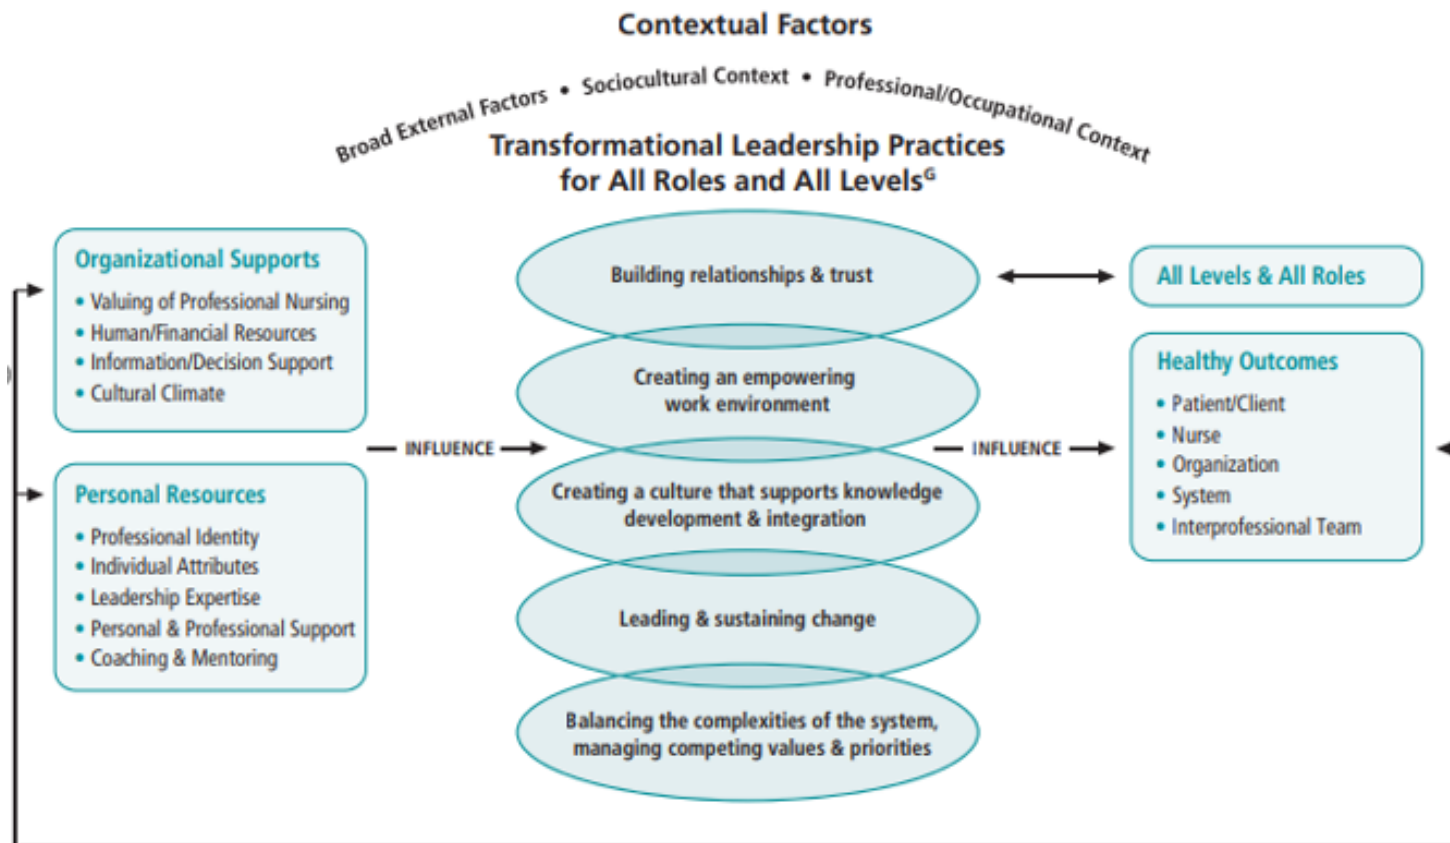 Contextual Factors
Broad External Factors • Sociocultural Context • Professional/Occupational Context
Transformational Leadership Practices
for All Roles and All Levelsᴳ
Organizational Supports
• Valuing of Professional Nursing
• Human/Financial Resources
• Information/Decision Support
• Cultural Climate
Personal Resources
• Professional Identity
• Individual Attributes
• Leadership Expertise
• Personal & Professional Support
• Coaching & Mentoring
INFLUENCE
Building relationships & trust
Creating an empowering
work environment
Creating a culture that supports knowledge
development & integration
Leading & sustaining change
Balancing the complexities of the system,
managing competing values & priorities
INFLUENCE
All Levels & All Roles
Healthy Outcomes
• Patient/Client
• Nurse
• Organization
• System
• Interprofessional Team